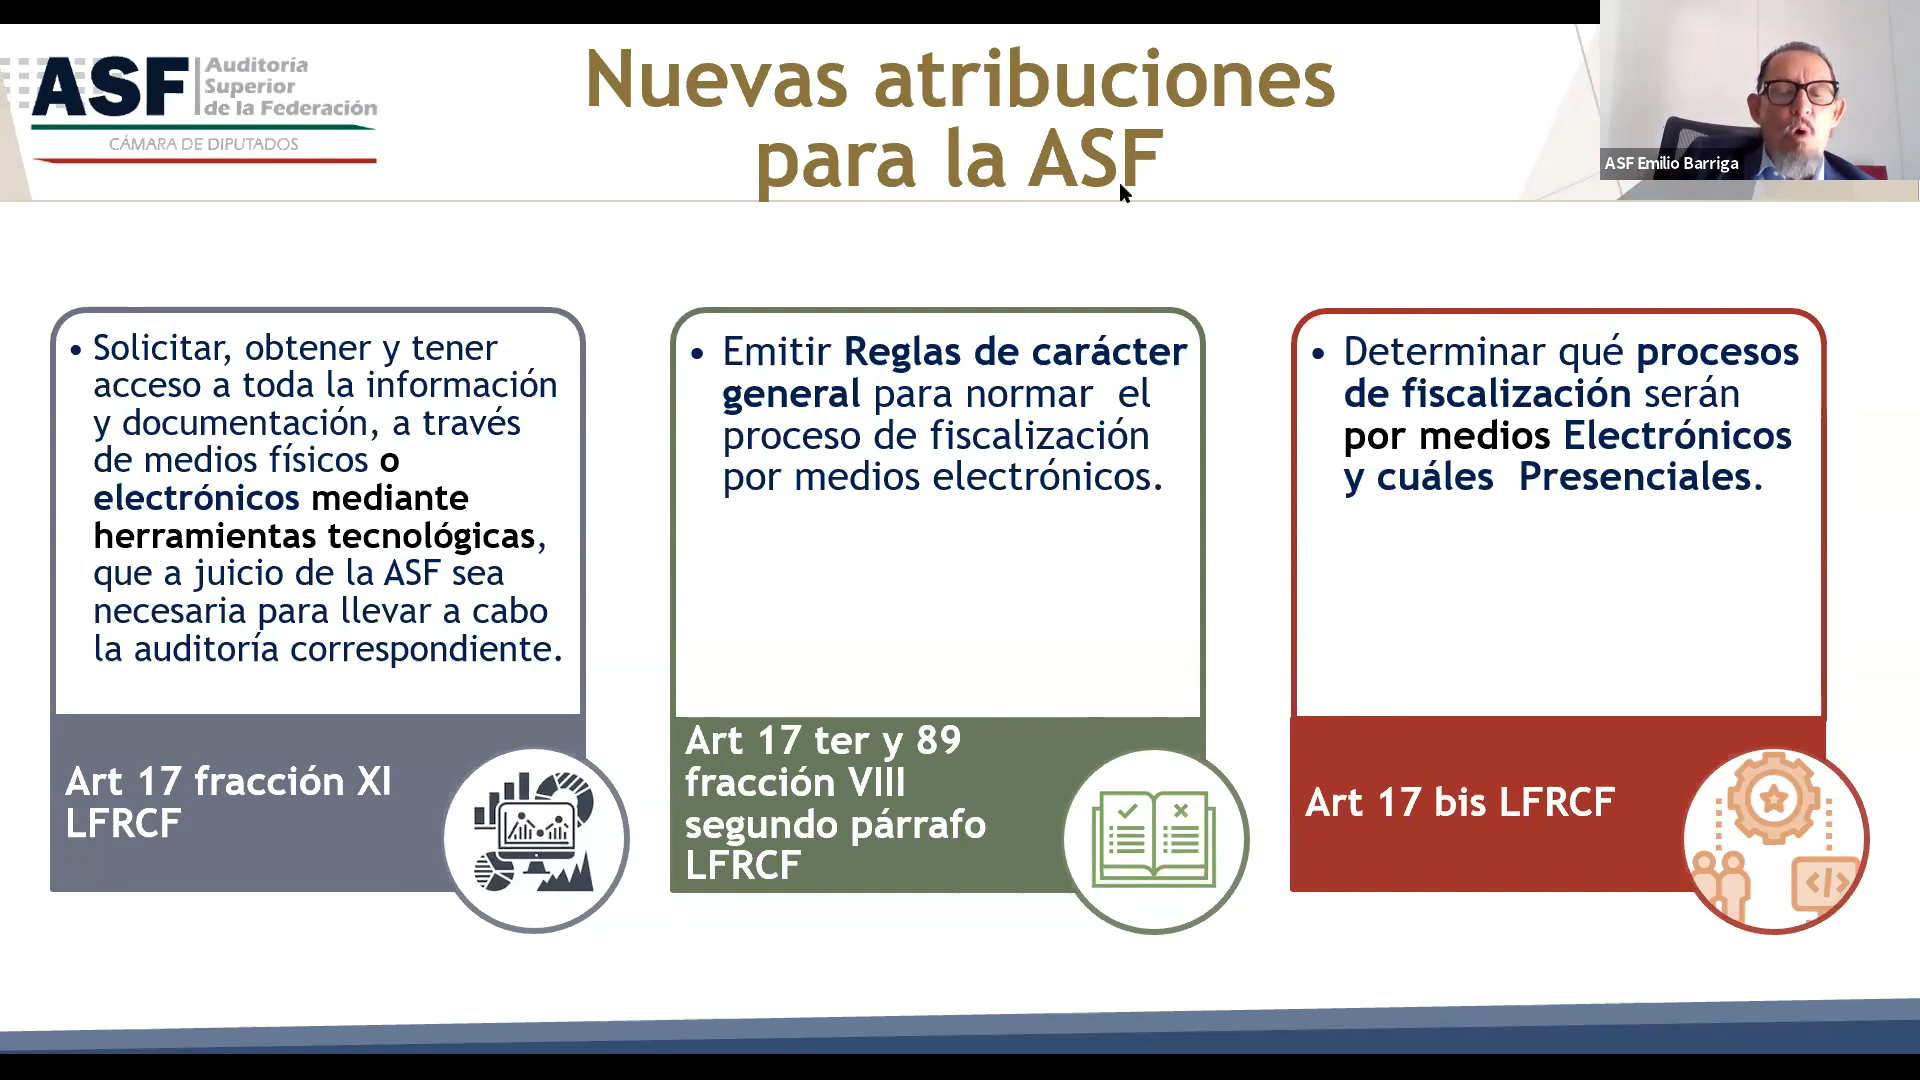 ASF
Auditoría
Superior
de la Federación
CÁMARA DE DIPUTADOS
Nuevas atribuciones
para la ASF
ASF Emilio Barriga
• Solicitar, obtener y tener
acceso a toda la información
y documentación, a través
de medios físicos o
electrónicos mediante
herramientas tecnológicas,
que a juicio de la ASF sea
necesaria para llevar a cabo
la auditoría correspondiente.
Art 17 fracción XI
LFRCF
• Emitir Reglas de carácter
general para normar  el
proceso de fiscalización
por medios electrónicos.
Art 17 ter y 89
fracción VIII
segundo párrafo
LFRCF
• Determinar qué procesos
de fiscalización serán
por medios Electrónicos
y cuáles  Presenciales.
Art 17 bis LFRCF